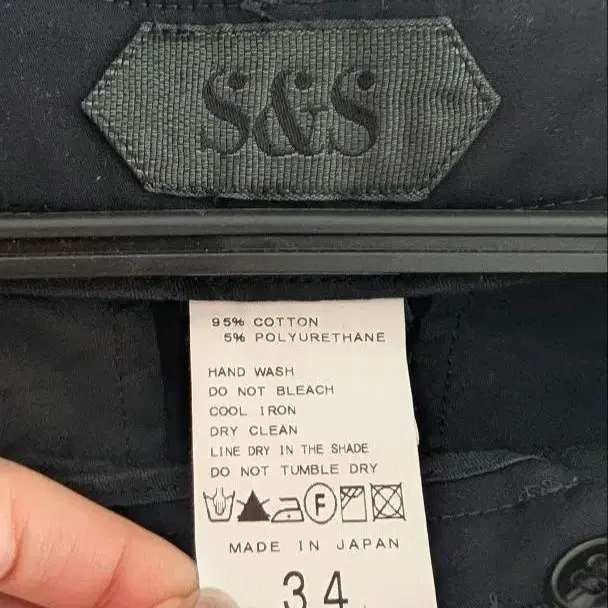 S&S
95% COTTON
5% POLYURETHANE
HAND WASH
DO NOT BLEACH
COOL IRON
DRY CLEAN
LINE DRY IN THE SHADE
DO NOT TUMBLE DRY
F
MADE IN JAPAN
34